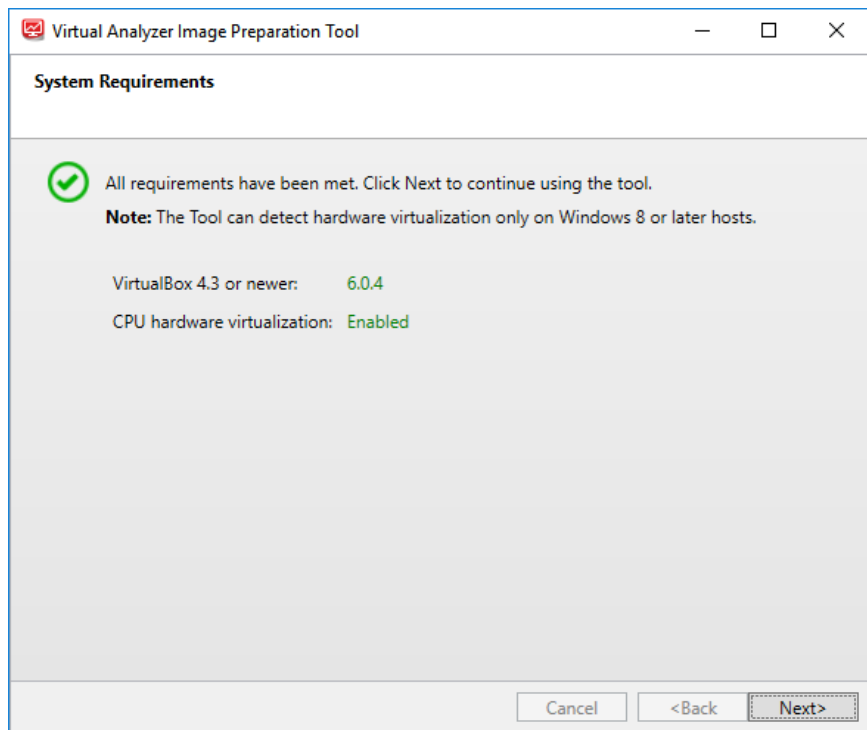 Virtual Analyzer Image Preparation Tool
System Requirements
All requirements have been met. Click Next to continue using the tool.
Note: The Tool can detect hardware virtualization only on Windows 8 or later hosts.
VirtualBox 4.3 or newer: 6.0.4
CPU hardware virtualization: Enabled
Cancel <Back Next>